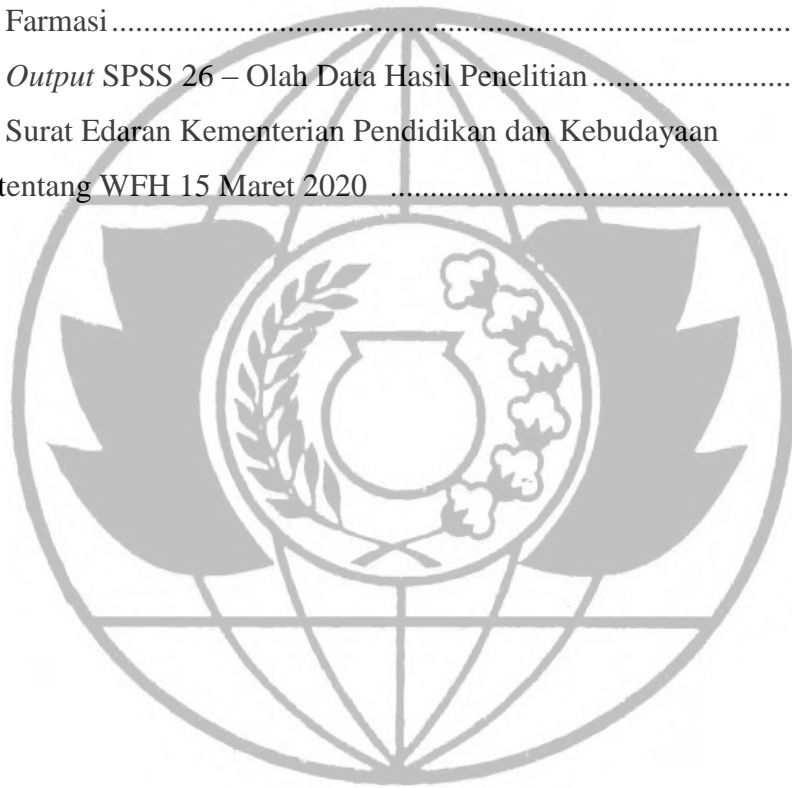 Farmasi....................................................................................................
Output SPSS 26 – Olah Data Hasil Penelitian..............................
Surat Edaran Kementerian Pendidikan dan Kebudayaan
tentang WFH 15 Maret 2020 ............................................................